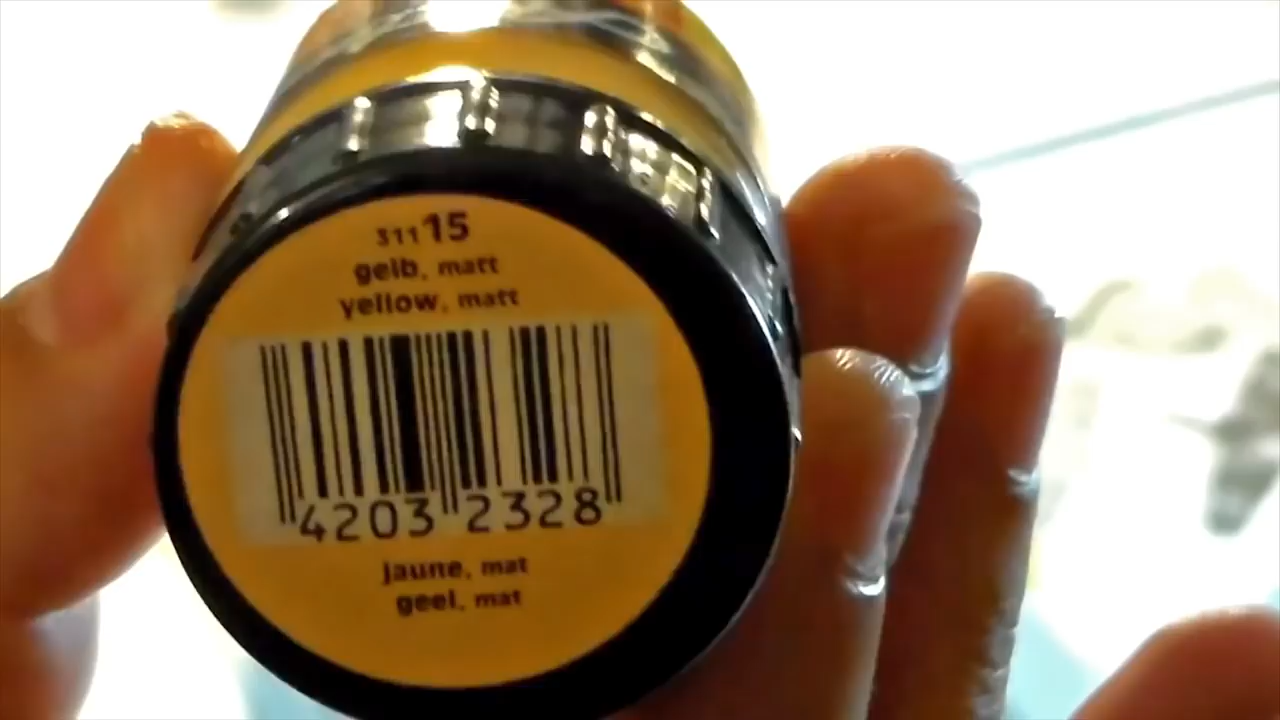 31115
gelb, matt
yellow, matt
4203 2328
jaune, mat
geel, mat